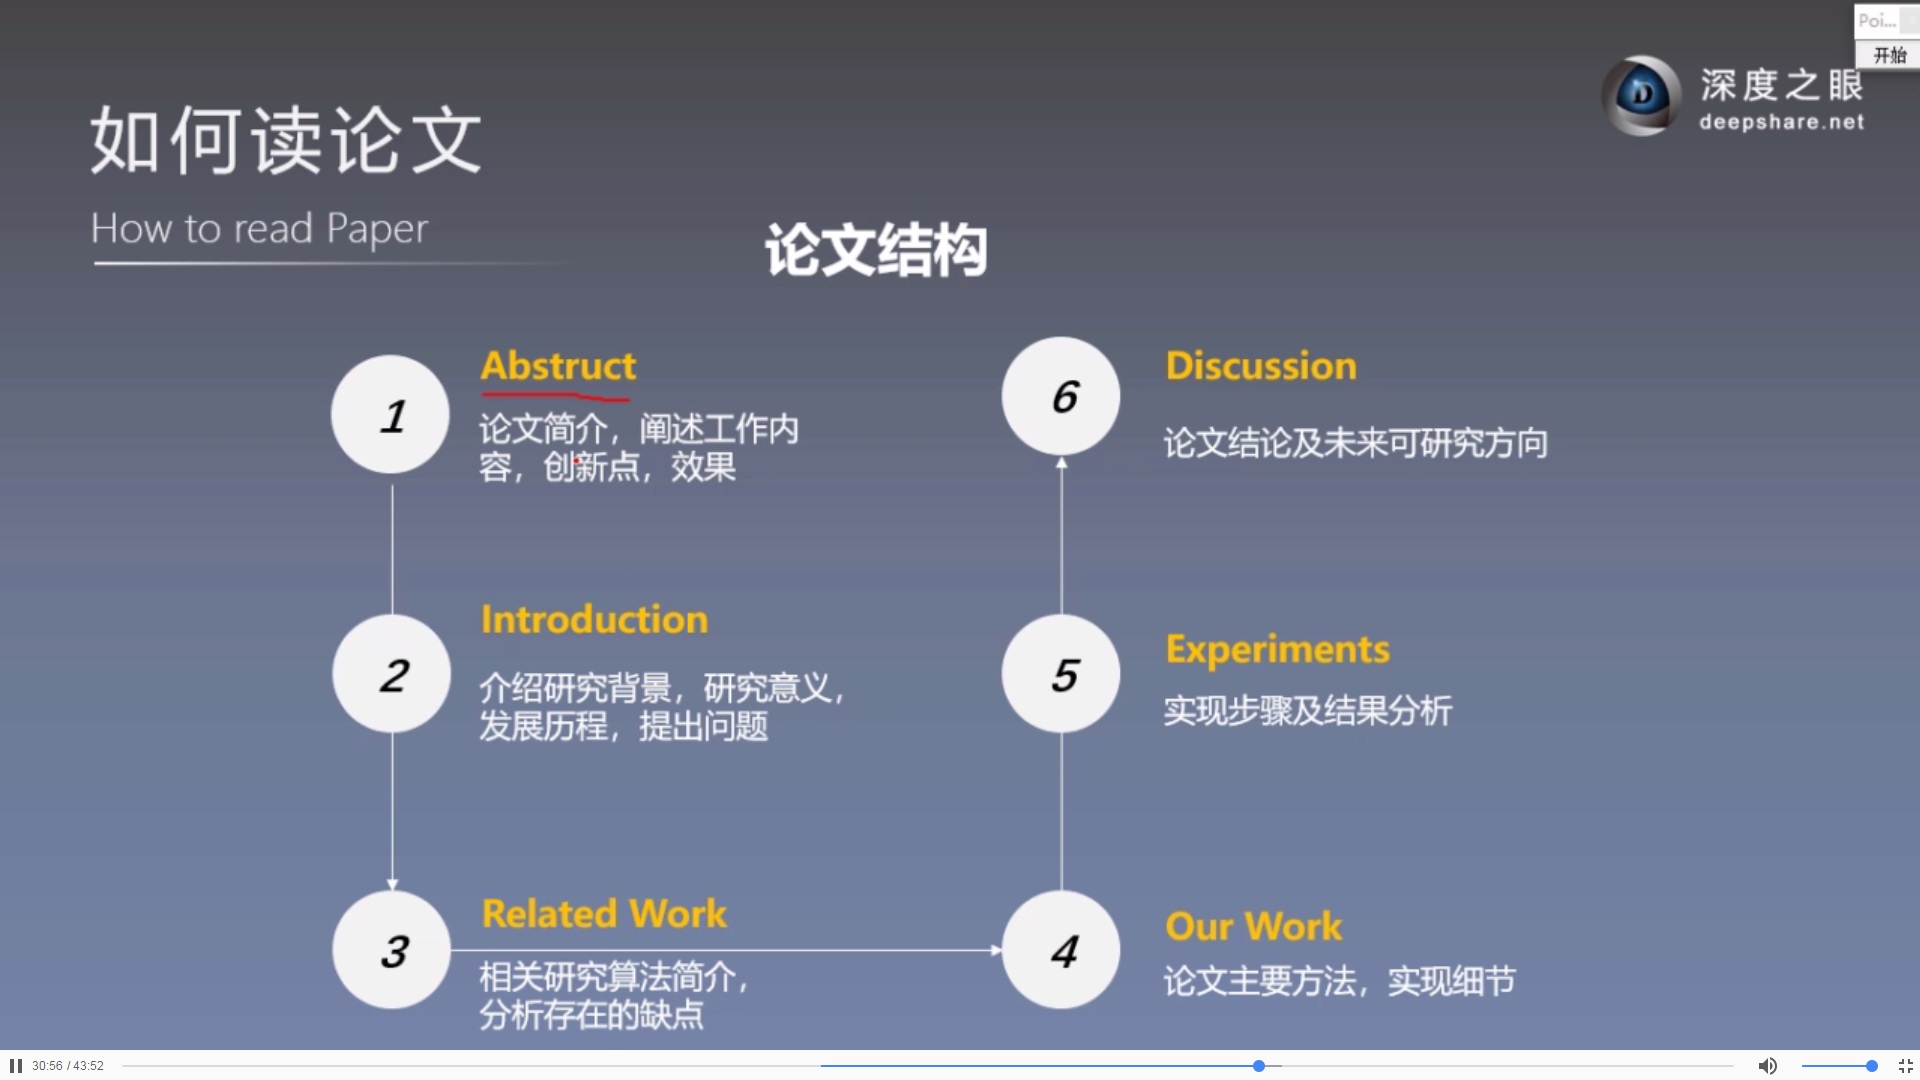 Poi...
开始
深度之眼
deepshare.net
如何读论文
How to read Paper
论文结构
1
Abstruct
论文简介，阐述工作内
容，创新点，效果
2
Introduction
介绍研究背景，研究意义，
发展历程，提出问题
3
Related Work
相关研究算法简介，
分析存在的缺点
4
Our Work
论文主要方法，实现细节
5
Experiments
实现步骤及结果分析
6
Discussion
论文结论及未来可研究方向
30:56 / 43:52